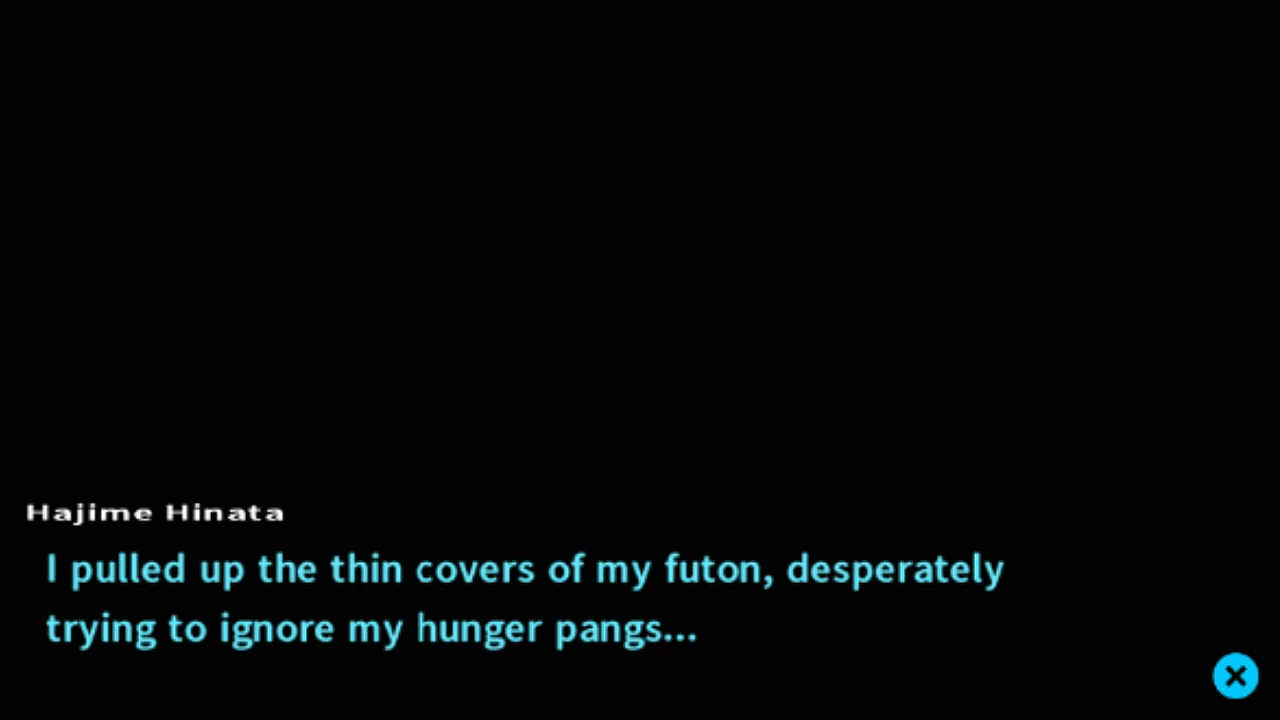 Hajime Hinata
I pulled up the thin covers of my futon, desperately
trying to ignore my hunger pangs...